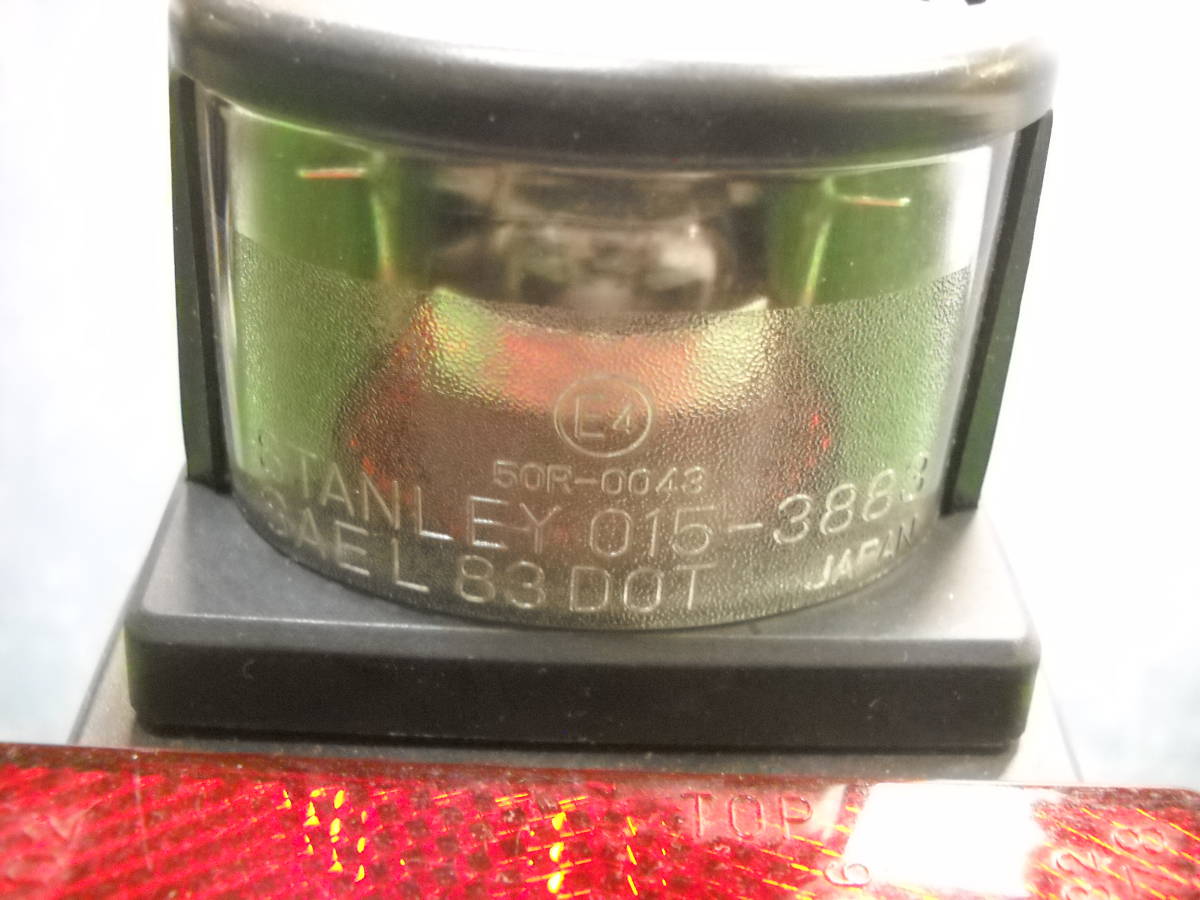 E4
50R-0043
STANLEY 015-3883
SAE L 83 DOT
JAPAN
TOP